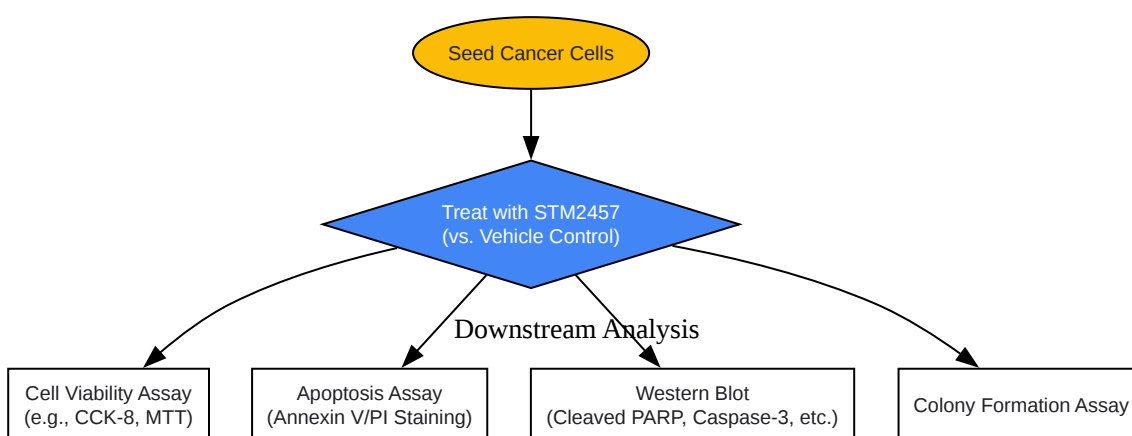 Seed Cancer Cells
Treat with STM2457
(vs. Vehicle Control)
Downstream Analysis
Cell Viability Assay
(e.g., CCK-8, MTT)
Apoptosis Assay
(Annexin V/PI Staining)
Western Blot
(Cleaved PARP, Caspase-3, etc.)
Colony Formation Assay